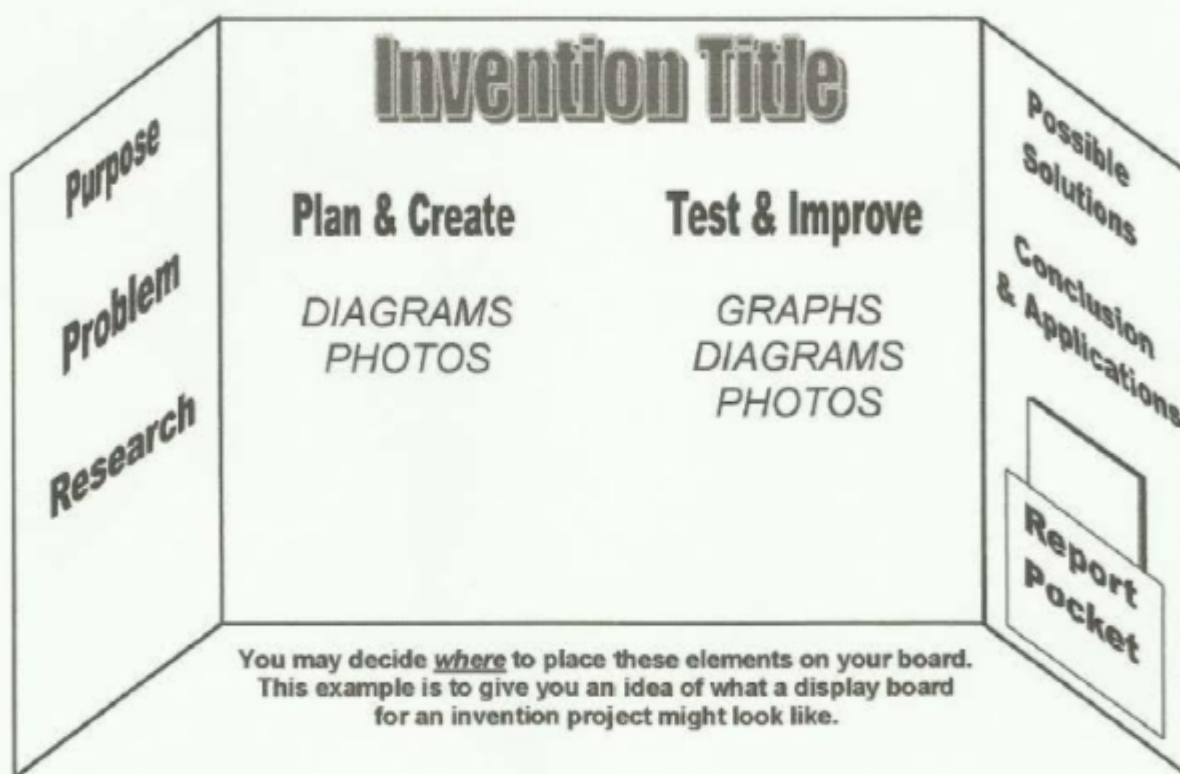 Invention Title
Purpose
Problem
Research
Plan & Create
DIAGRAMS
PHOTOS
Test & Improve
GRAPHS
DIAGRAMS
PHOTOS
Possible
Solutions
Conclusion
& Applications
Report
Pocket
You may decide where to place these elements on your board.
This example is to give you an idea of what a display board
for an invention project might look like.